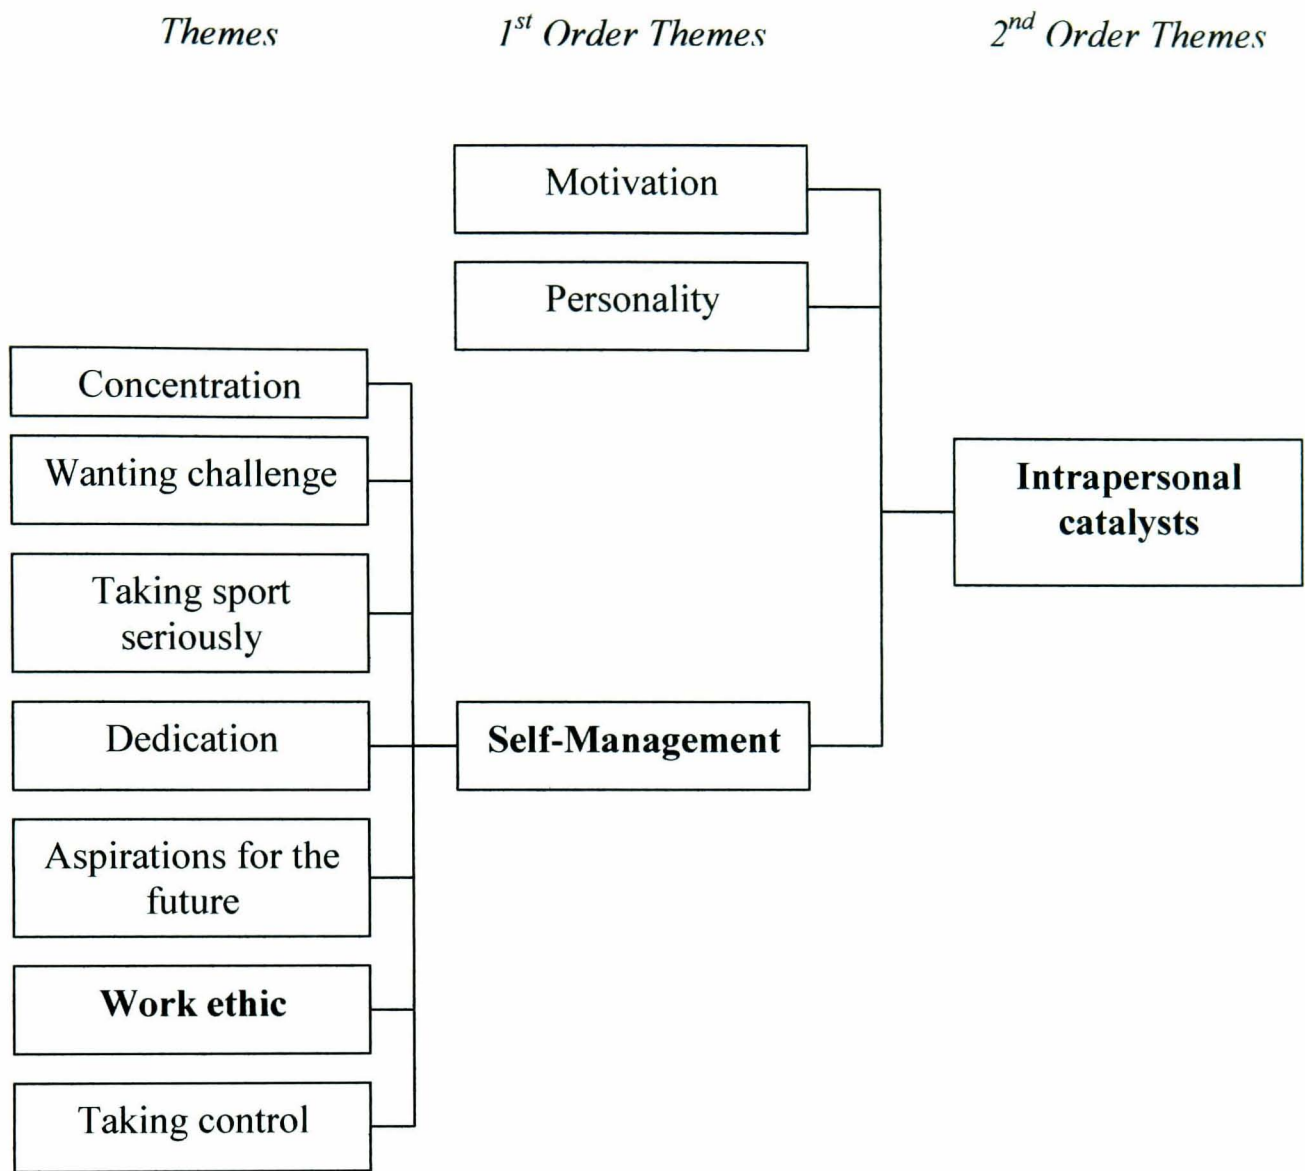 Themes
1st Order Themes
2nd Order Themes
Motivation
Personality
Concentration
Wanting challenge
Intrapersonal
catalysts
Taking sport
seriously
Dedication
Self-Management
Aspirations for the
future
Work ethic
Taking control